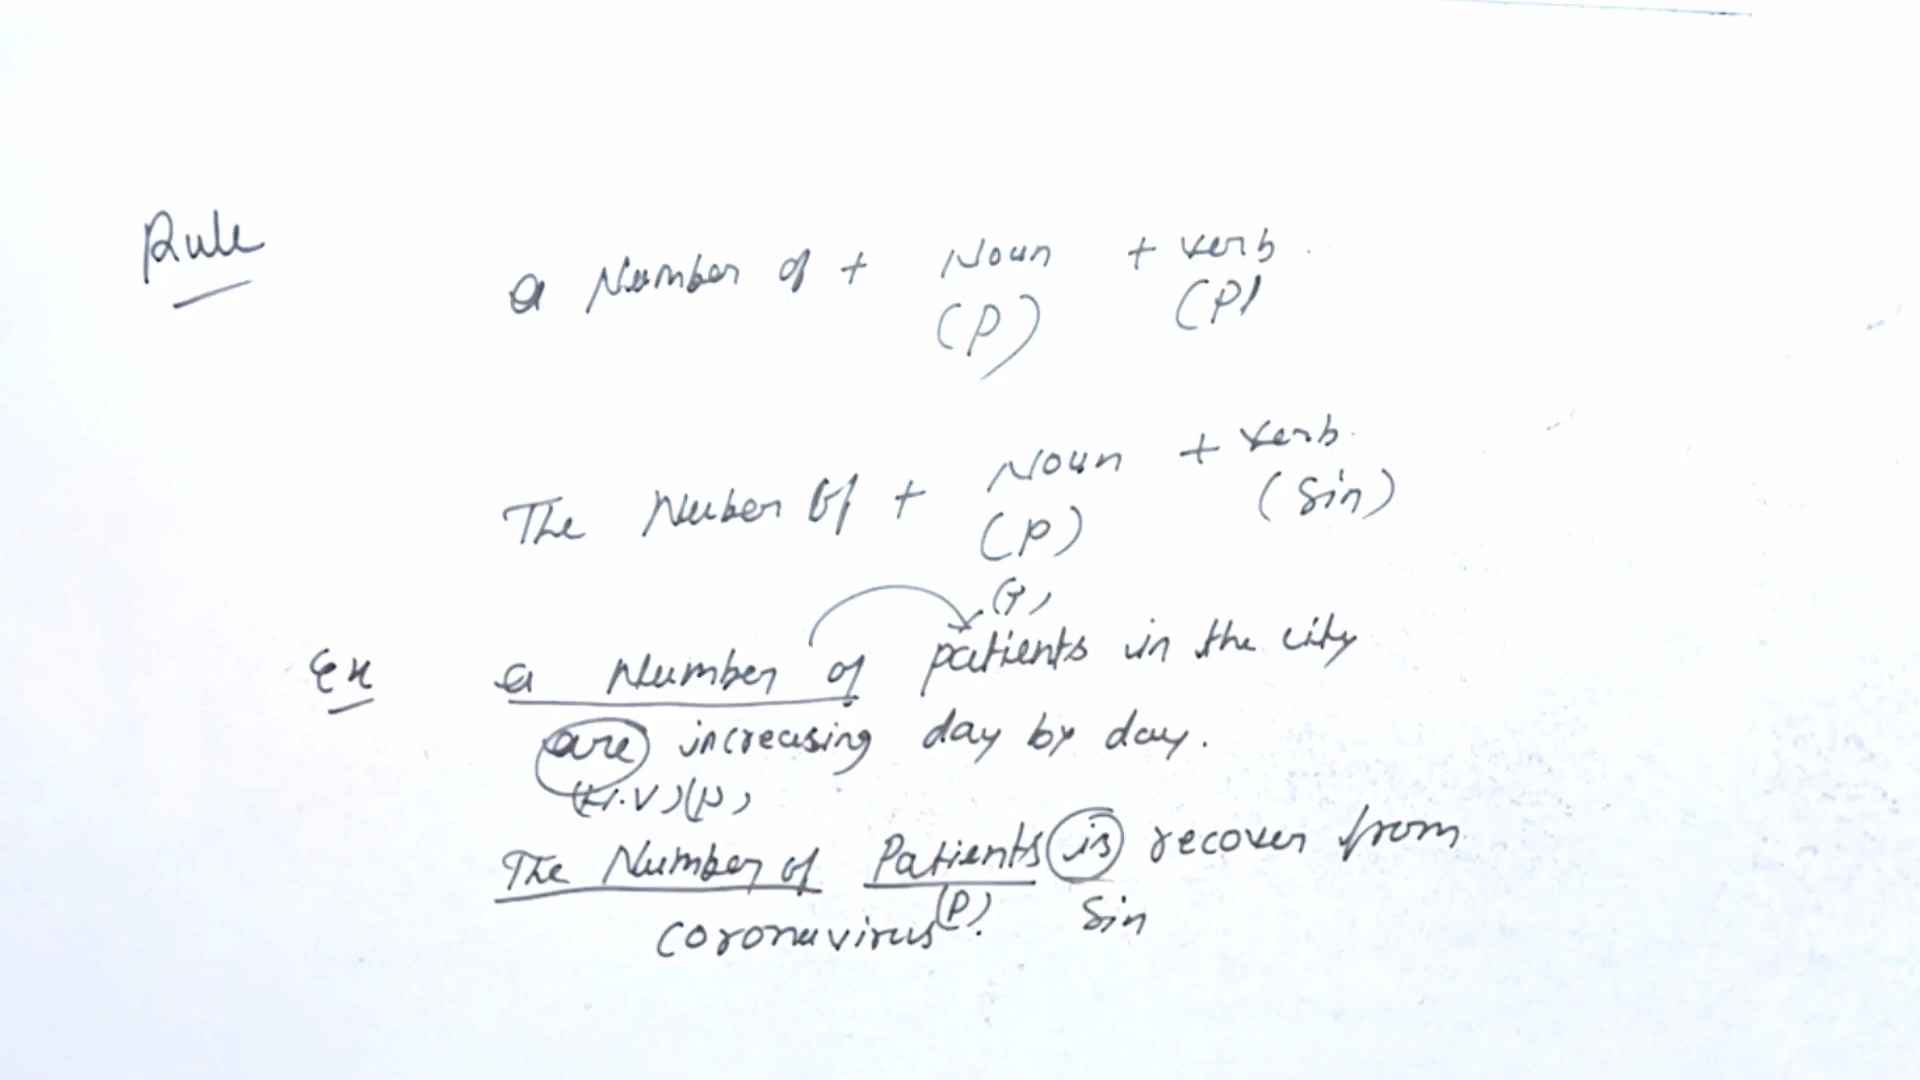 Rule
a Number of + Noun + verb.
(P) (P)
The Nuber Of + Noun + verb.
(P) (Sin)
(P)
Ex a Number of patients in the city
are increasing day by day.
(H.V)(P)
The Number of Patients is recover from
coronavirus. (P) Sin